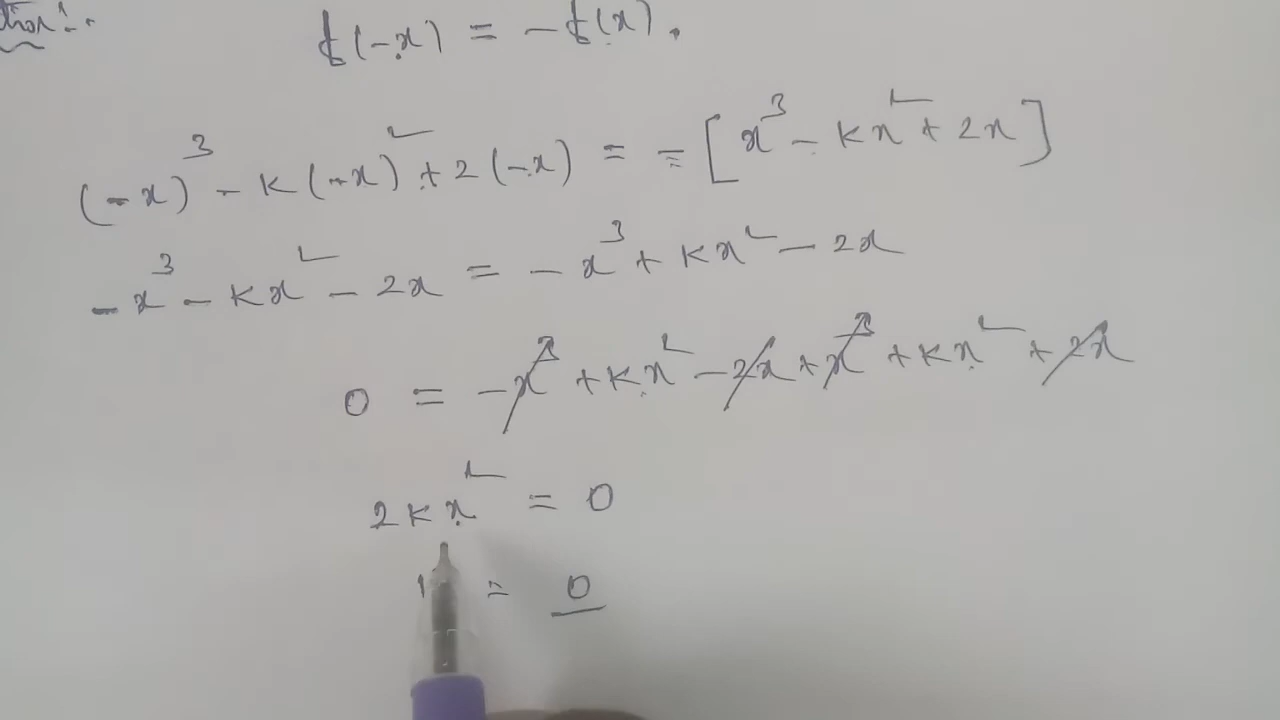 f(-x) = -f(x).
(-x)³ - K(-x)² + 2(-x) = -[x³ - Kx² + 2x]
-x³ - Kx² - 2x = -x³ + Kx² - 2x
0 = -x³ + Kx² - 2x + x³ + Kx² + 2x
2Kx² = 0
= 0